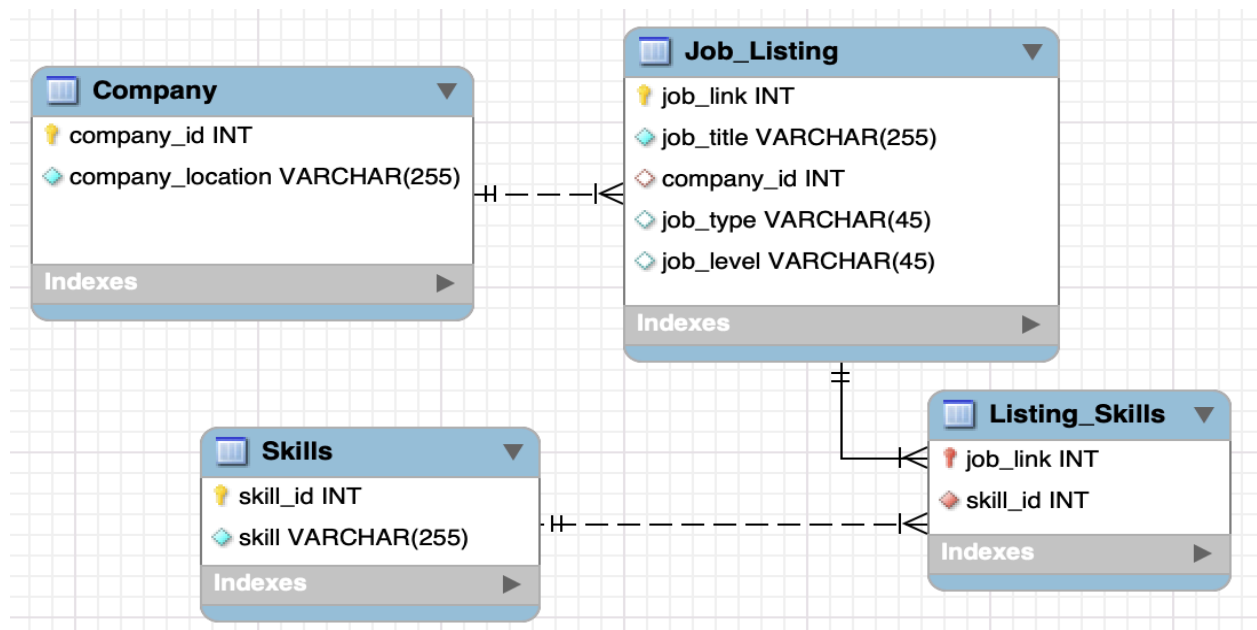 Company
company_id INT
company_location VARCHAR(255)
Indexes
Job_Listing
job_link INT
job_title VARCHAR(255)
company_id INT
job_type VARCHAR(45)
job_level VARCHAR(45)
Indexes
Skills
skill_id INT
skill VARCHAR(255)
Indexes
Listing_Skills
job_link INT
skill_id INT
Indexes